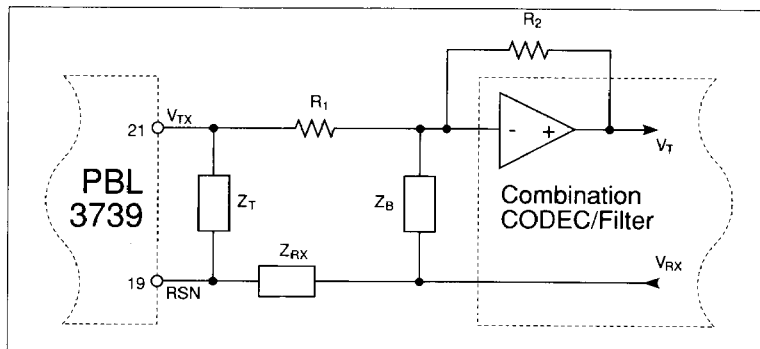 R2
R1
21
VTX
-
+
VT
PBL
3739
ZT
ZB
Combination
CODEC/Filter
ZRX
19
RSN
VRX